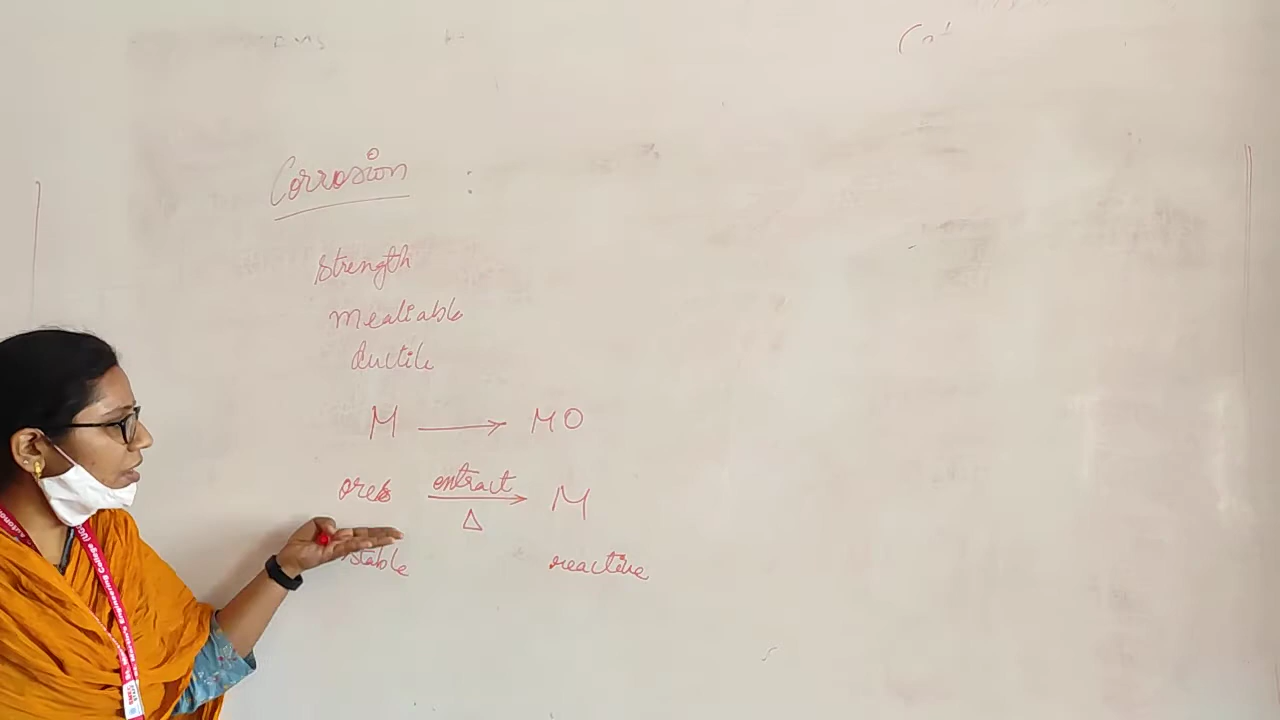 Corrosion :
Strength
mealiable
ductile
M → MO
ores extract → M
Δ
stable reactive